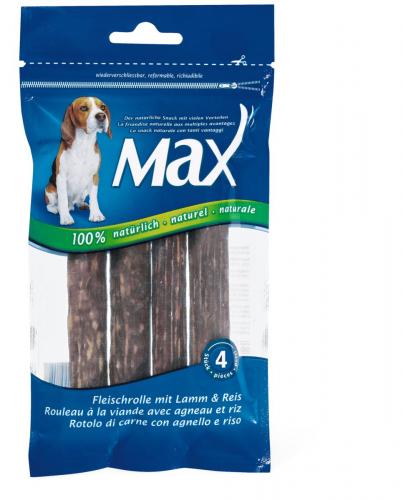 wiederverschliessbar, reformable, richiudibile
Der natürliche Snack mit vielen Vorteilen
La friandise naturelle aux multiples avantages
Lo snack naturale con tanti vantaggi
Max
100% natürlich • naturel • naturale
Stück
4
pièces
Fleischrolle mit Lamm & Reis
Rouleau à la viande avec agneau et riz
Rotolo di carne con agnello e riso